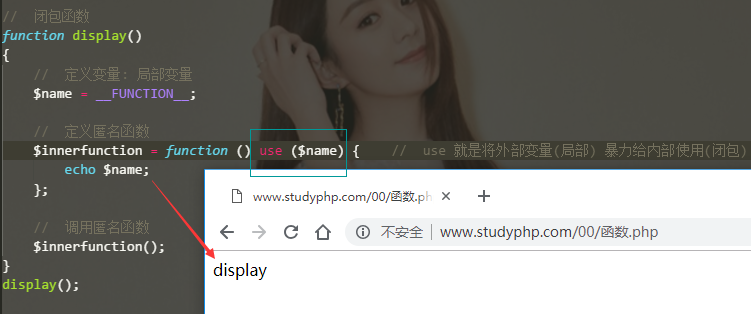 //  闭包函数
function display()
{
//  定义变量: 局部变量
$name = __FUNCTION__;
//  定义匿名函数
$innerfunction = function () use ($name) {    //  use 就是将外部变量(局部) 暴力给内部使用(闭包)
echo $name;
};
//  调用匿名函数
$innerfunction();
}
display();
www.studyphp.com/00/函数.ph
不安全 | www.studyphp.com/00/函数.php
display